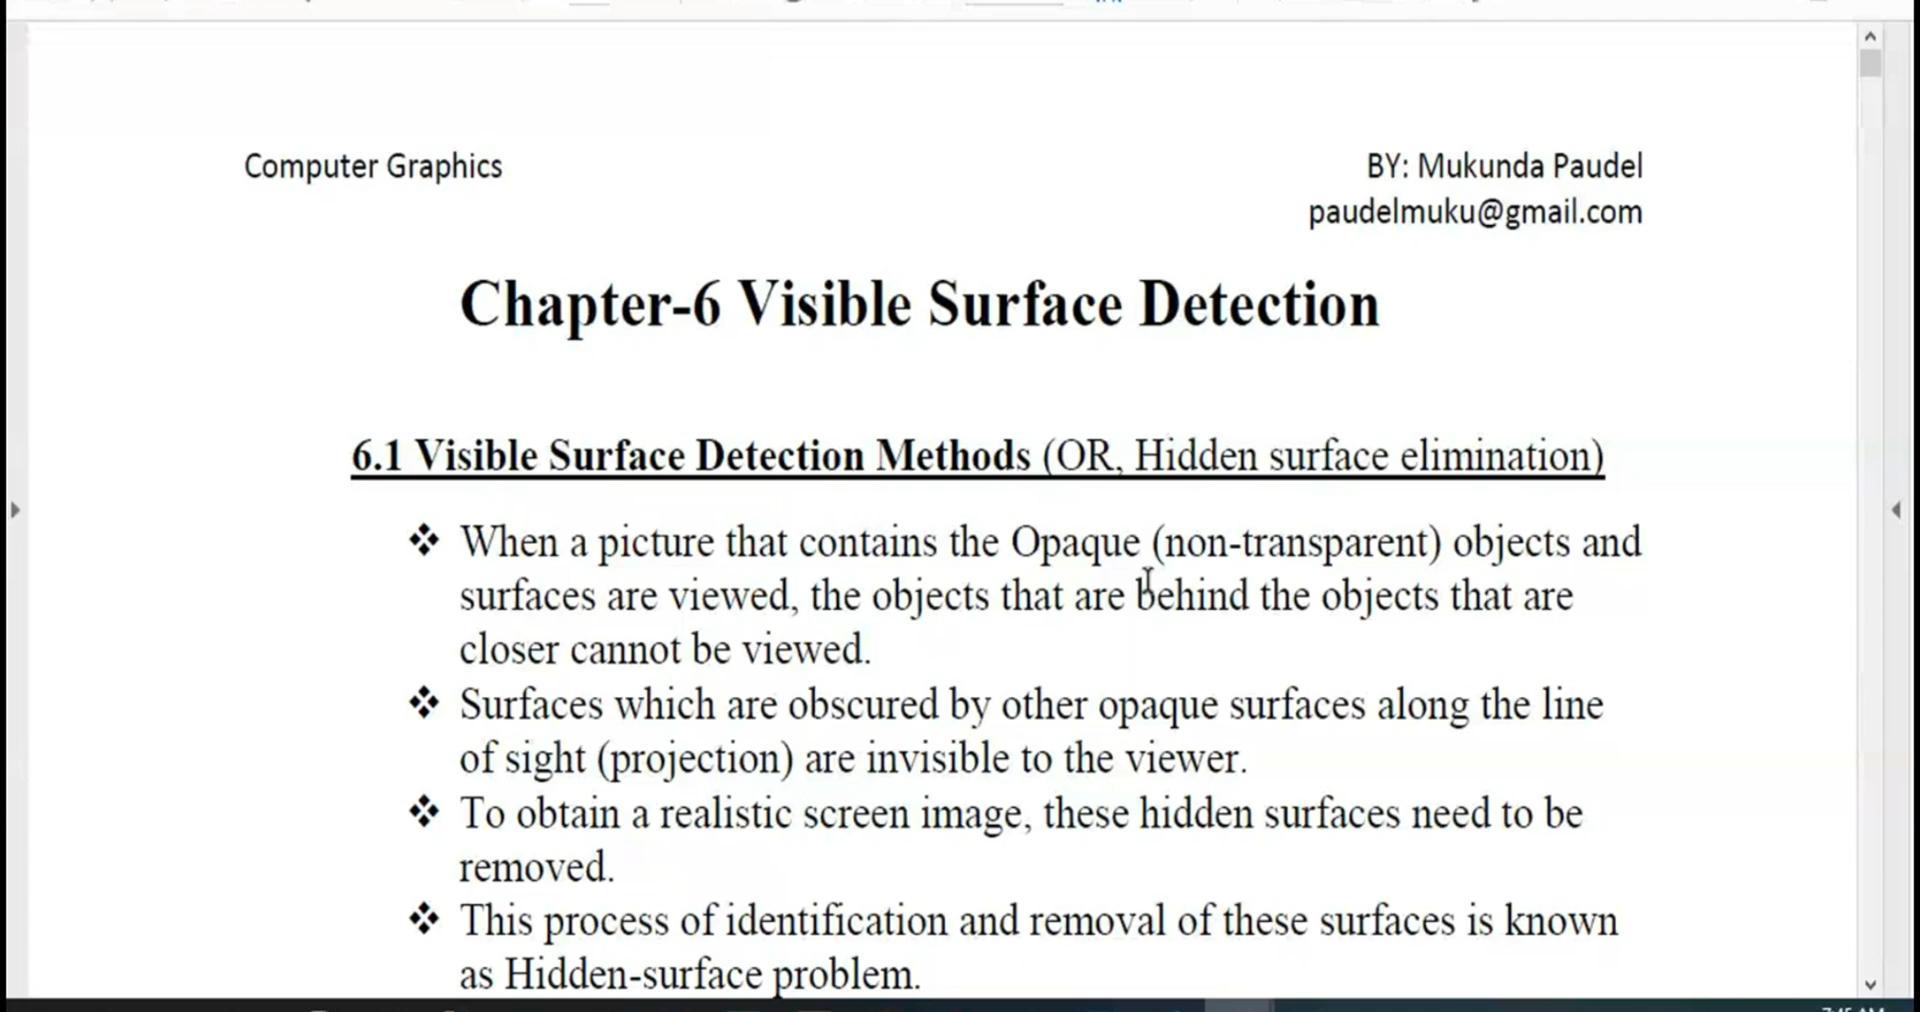 Computer Graphics
BY: Mukunda Paudel
paudelmuku@gmail.com
Chapter-6 Visible Surface Detection
6.1 Visible Surface Detection Methods (OR, Hidden surface elimination)
❖ When a picture that contains the Opaque (non-transparent) objects and
surfaces are viewed, the objects that are behind the objects that are
closer cannot be viewed.
❖ Surfaces which are obscured by other opaque surfaces along the line
of sight (projection) are invisible to the viewer.
❖ To obtain a realistic screen image, these hidden surfaces need to be
removed.
❖ This process of identification and removal of these surfaces is known
as Hidden-surface problem.